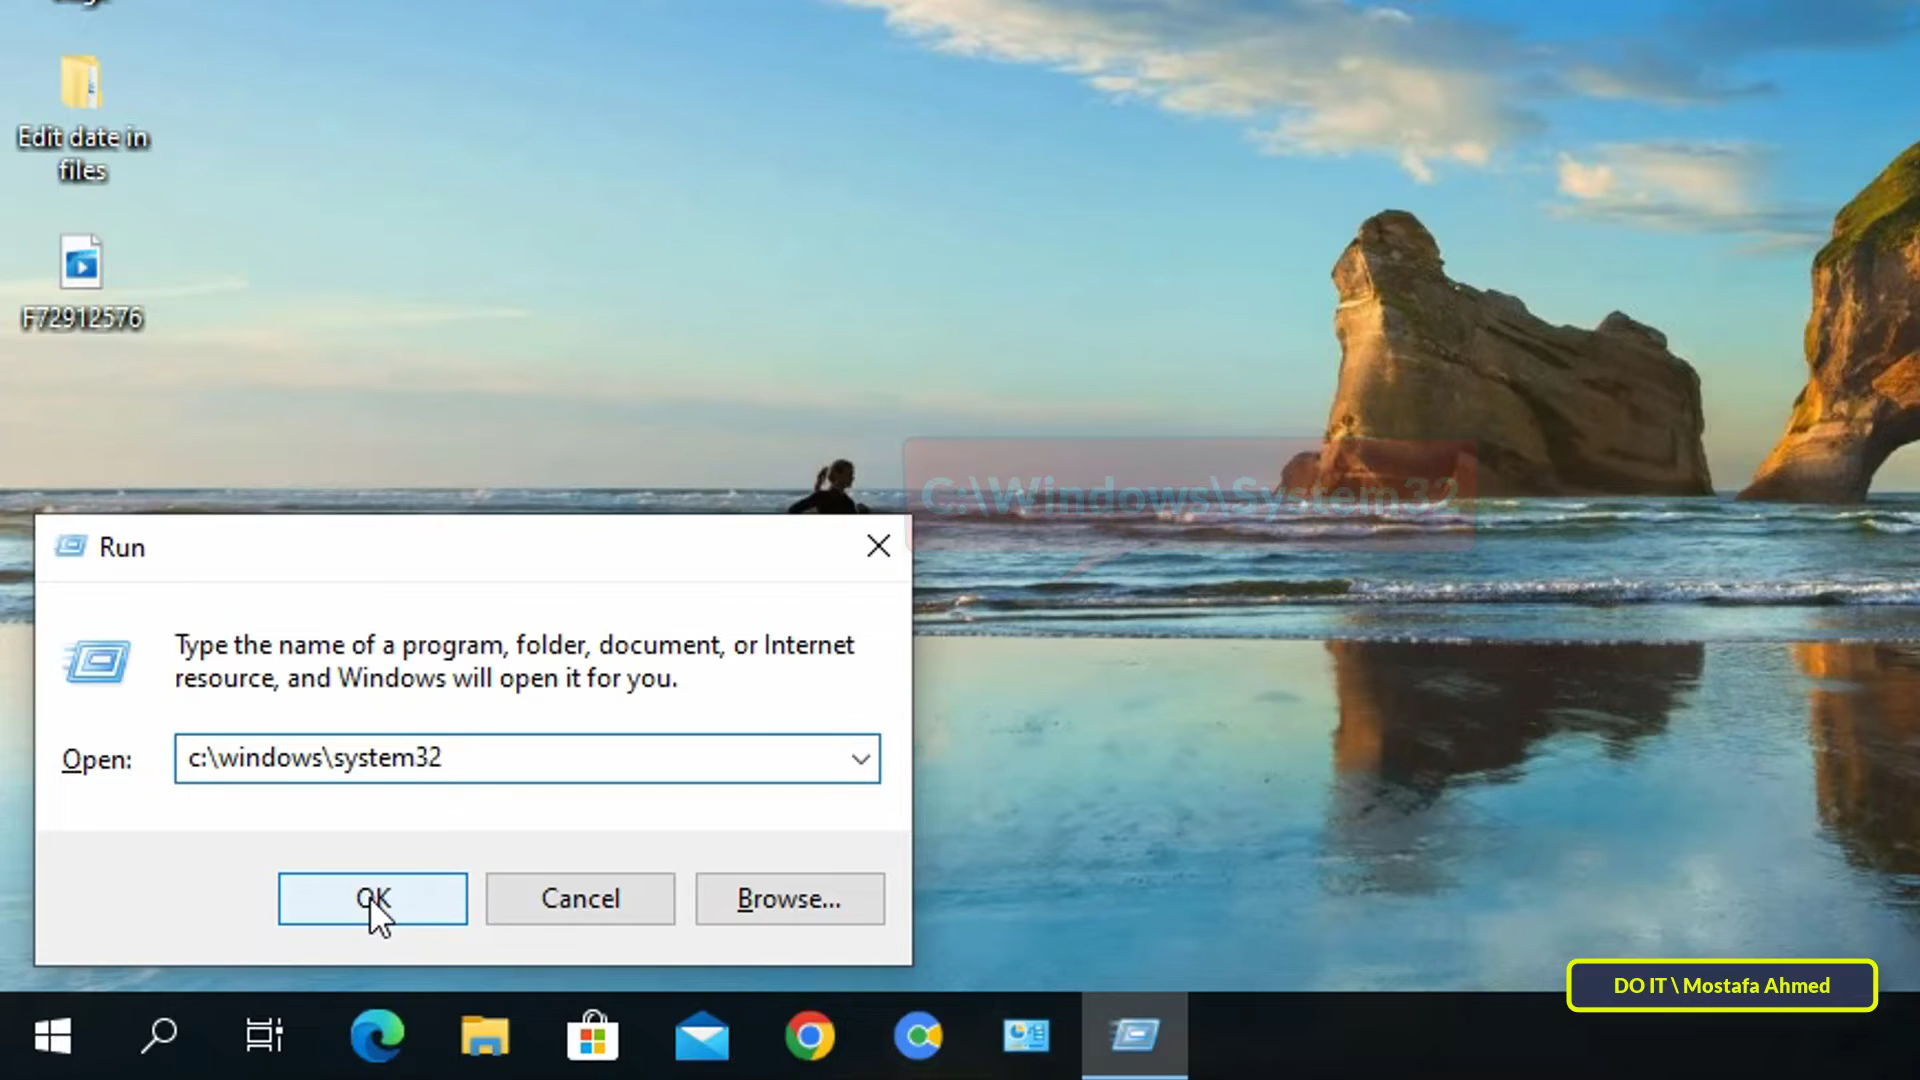 Edit date in
files
F72912576
C:\Windows\System32
Run
Type the name of a program, folder, document, or Internet
resource, and Windows will open it for you.
Open:
c:\windows\system32
OK
Cancel
Browse...
DO IT \ Mostafa Ahmed